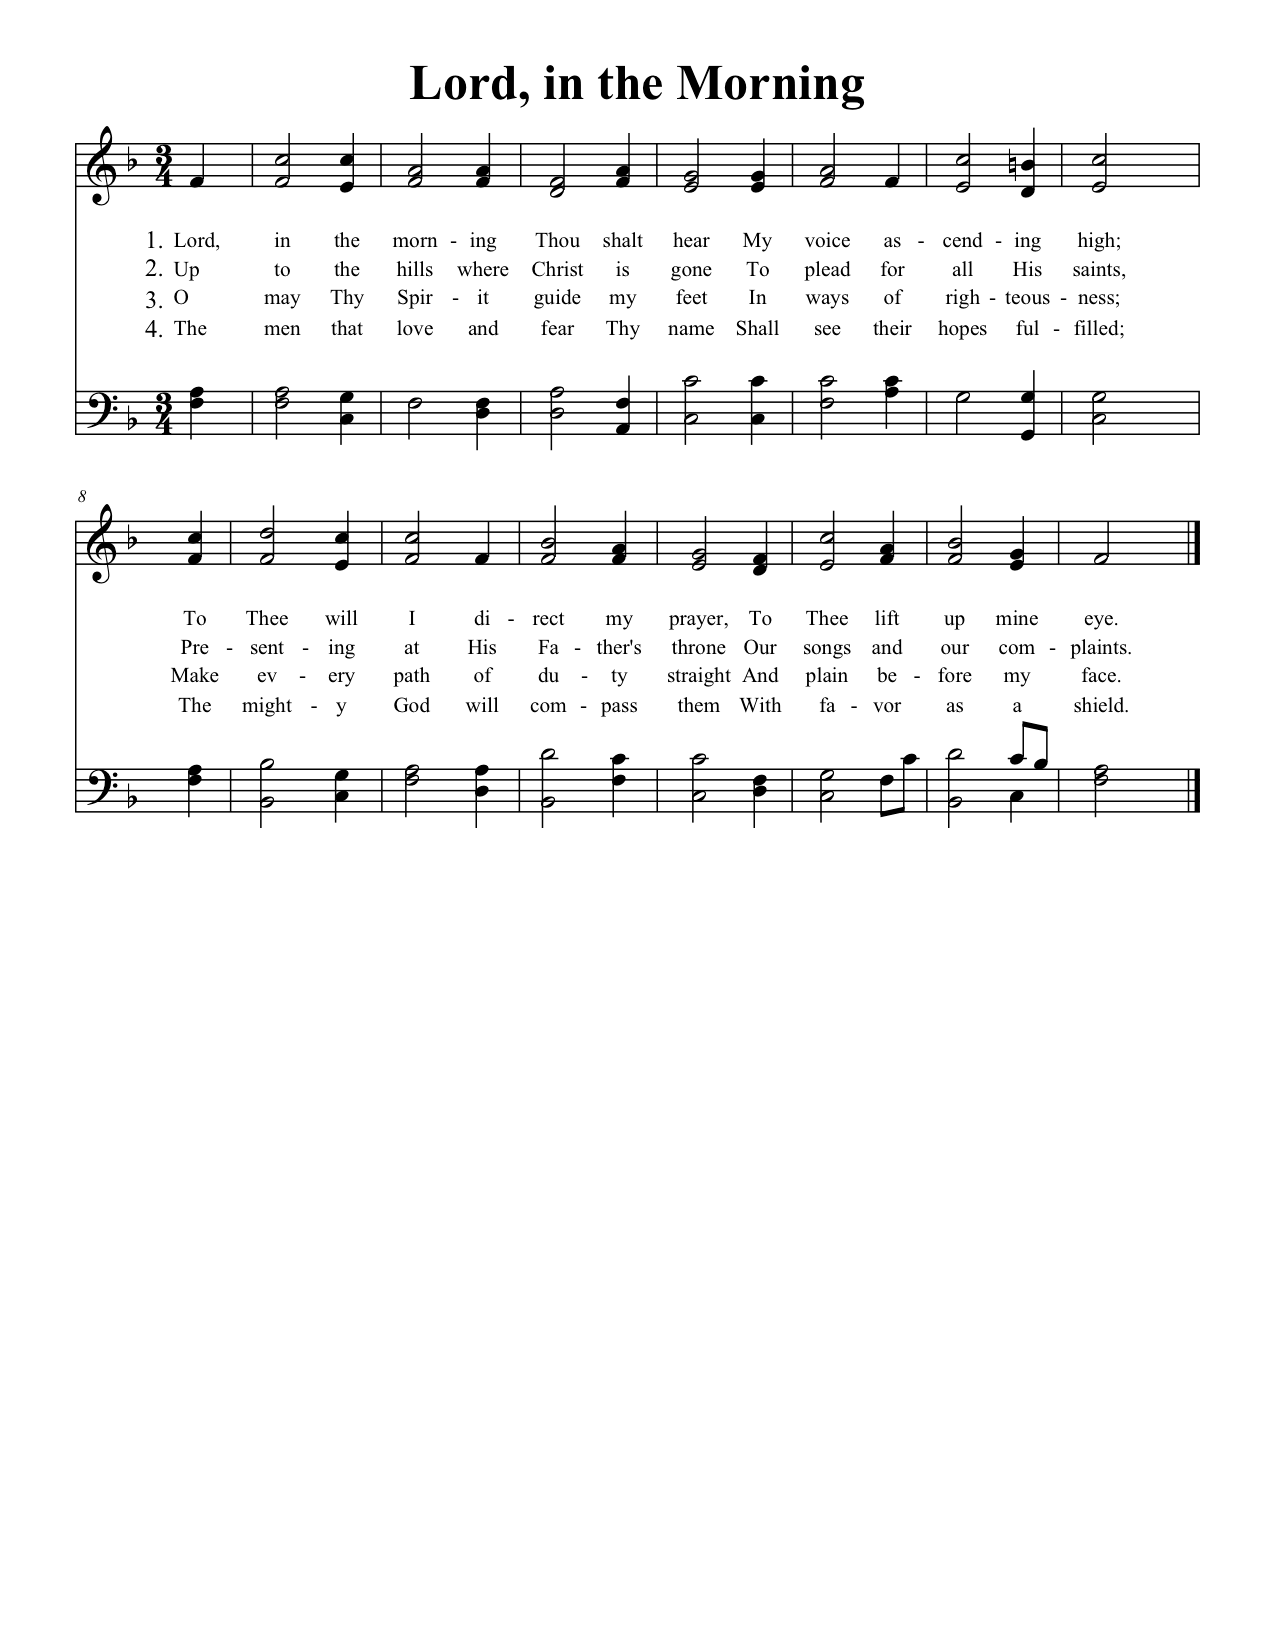 Lord, in the Morning
3
4
1. Lord, in the morn - ing Thou shalt hear My voice as - cend - ing high;
2. Up to the hills where Christ is gone To plead for all His saints,
3. O may Thy Spir - it guide my feet In ways of righ - teous - ness;
4. The men that love and fear Thy name Shall see their hopes ful - filled;
3
4
8
To Thee will I di - rect my prayer, To Thee lift up mine eye.
Pre - sent - ing at His Fa - ther's throne Our songs and our com - plaints.
Make ev - ery path of du - ty straight And plain be - fore my face.
The might - y God will com - pass them With fa - vor as a shield.